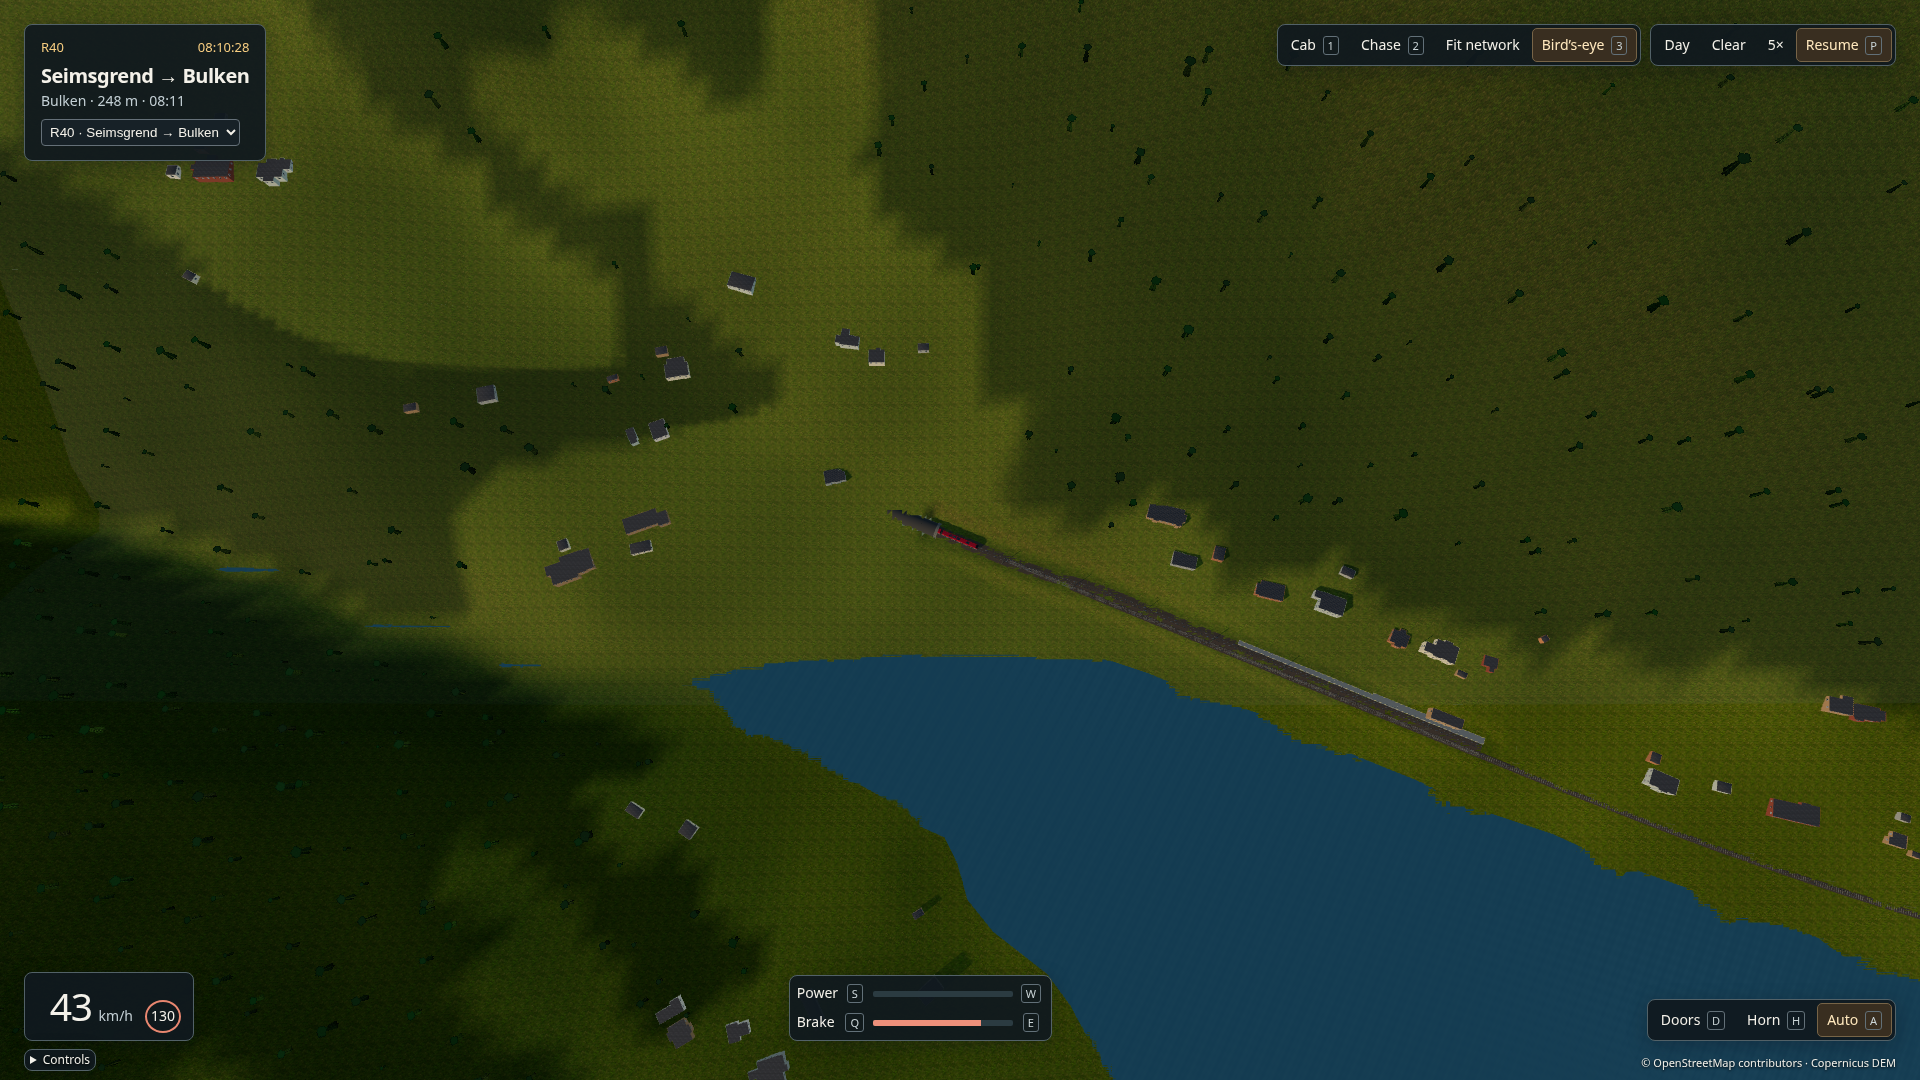 R40 08:10:28
Seimsgrend → Bulken
Bulken · 248 m · 08:11
R40 · Seimsgrend → Bulken
Cab 1 Chase 2 Fit network Bird's-eye 3
Day Clear 5× Resume P
43 km/h 130
Controls
Power S W
Brake Q E
Doors D Horn H Auto A
© OpenStreetMap contributors · Copernicus DEM